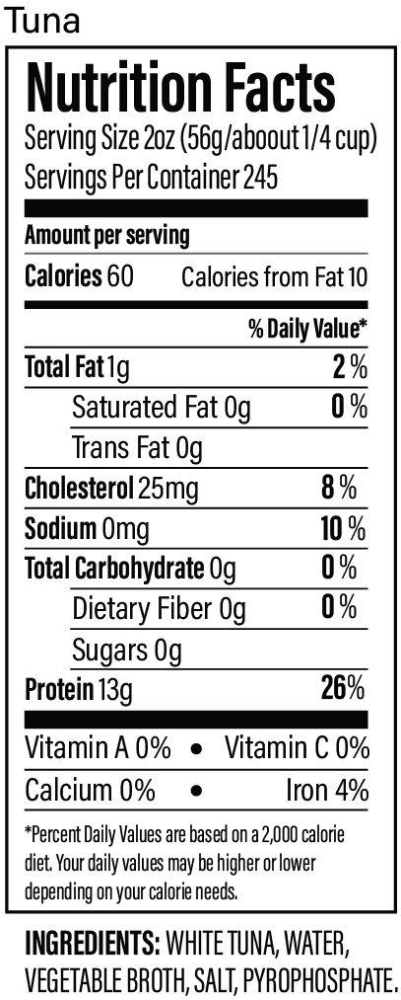 Tuna
Nutrition Facts
Serving Size 2oz (56g/aboout 1/4 cup)
Servings Per Container 245
Amount per serving
Calories 60 Calories from Fat 10
% Daily Value*
Total Fat 1g 2 %
Saturated Fat 0g 0 %
Trans Fat 0g
Cholesterol 25mg 8 %
Sodium 0mg 10 %
Total Carbohydrate 0g 0 %
Dietary Fiber 0g 0 %
Sugars 0g
Protein 13g 26%
Vitamin A 0% • Vitamin C 0%
Calcium 0% • Iron 4%
*Percent Daily Values are based on a 2,000 calorie
diet. Your daily values may be higher or lower
depending on your calorie needs.
INGREDIENTS: WHITE TUNA, WATER,
VEGETABLE BROTH, SALT, PYROPHOSPHATE.